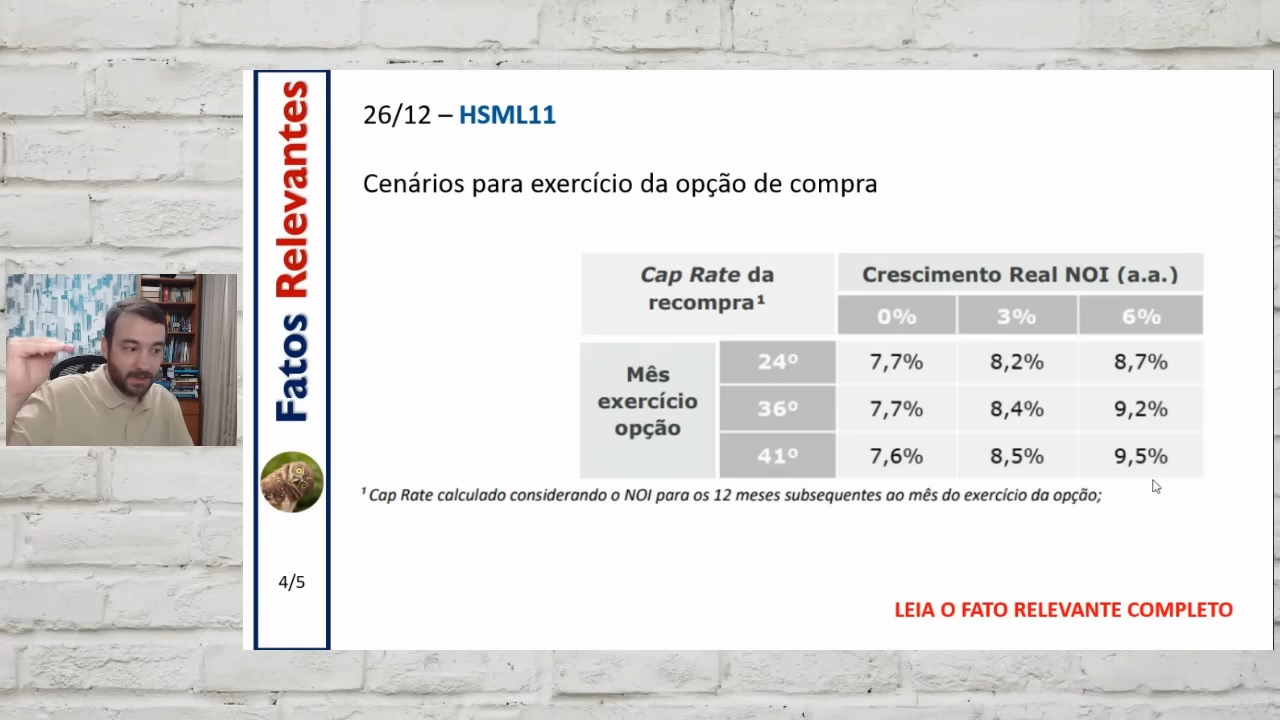 Fatos Relevantes
26/12 – HSML11
Cenários para exercício da opção de compra
Cap Rate da
recompra¹
Crescimento Real NOI (a.a.)
0% 3% 6%
Mês
exercício
opção
24º 7,7% 8,2% 8,7%
36º 7,7% 8,4% 9,2%
41º 7,6% 8,5% 9,5%
¹ Cap Rate calculado considerando o NOI para os 12 meses subsequentes ao mês do exercício da opção;
4/5
LEIA O FATO RELEVANTE COMPLETO